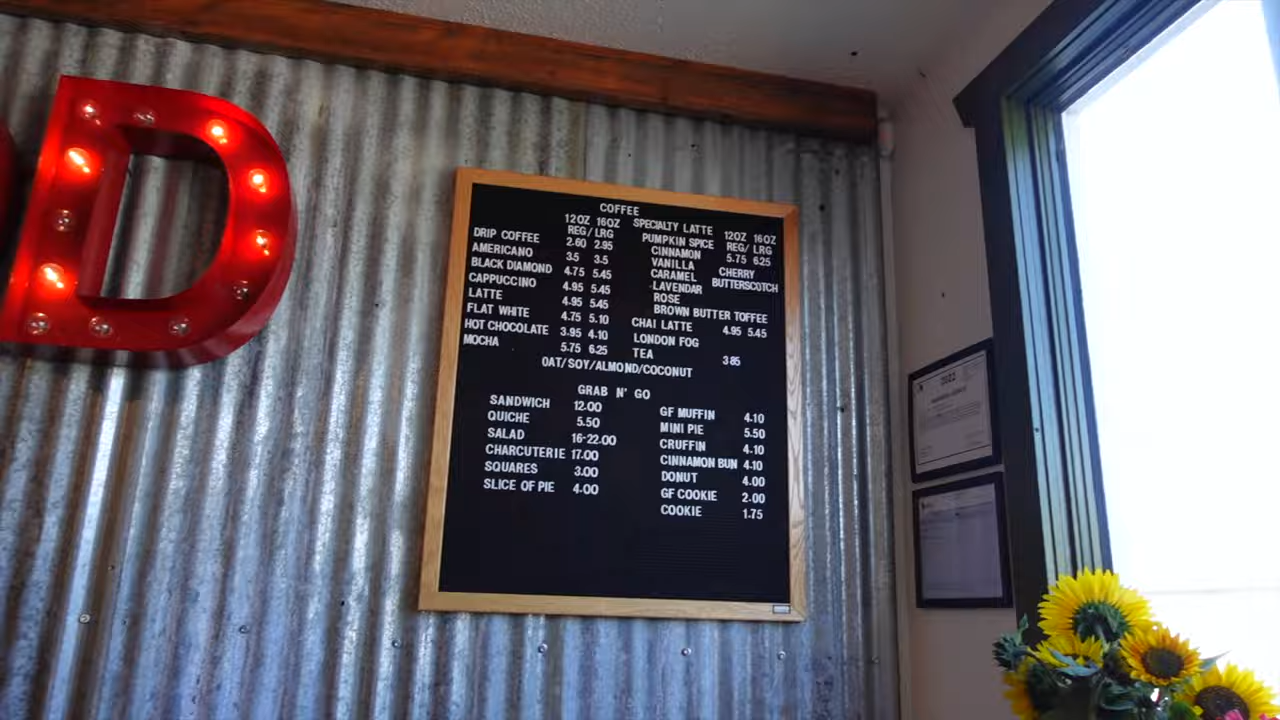 D
COFFEE
12OZ 16OZ
REG/LRG
DRIP COFFEE 2.60 2.95
AMERICANO 3.5 3.5
BLACK DIAMOND 4.75 5.45
CAPPUCCINO 4.95 5.45
LATTE 4.95 5.45
FLAT WHITE 4.75 5.10
HOT CHOCOLATE 3.95 4.10
MOCHA 5.75 6.25
SPECIALTY LATTE 12OZ 16OZ
PUMPKIN SPICE REG/LRG
CINNAMON 5.75 6.25
VANILLA CHERRY
CARAMEL BUTTERSCOTCH
LAVENDAR
ROSE
BROWN BUTTER TOFFEE
CHAI LATTE 4.95 5.45
LONDON FOG
TEA 3 85
OAT/SOY/ALMOND/COCONUT
GRAB N' GO
SANDWICH 12.00
QUICHE 5.50
SALAD 16-22.00
CHARCUTERIE 17.00
SQUARES 3.00
SLICE OF PIE 4.00
GF MUFFIN 4.10
MINI PIE 5.50
CRUFFIN 4.10
CINNAMON BUN 4.10
DONUT 4.00
GF COOKIE 2.00
COOKIE 1.75